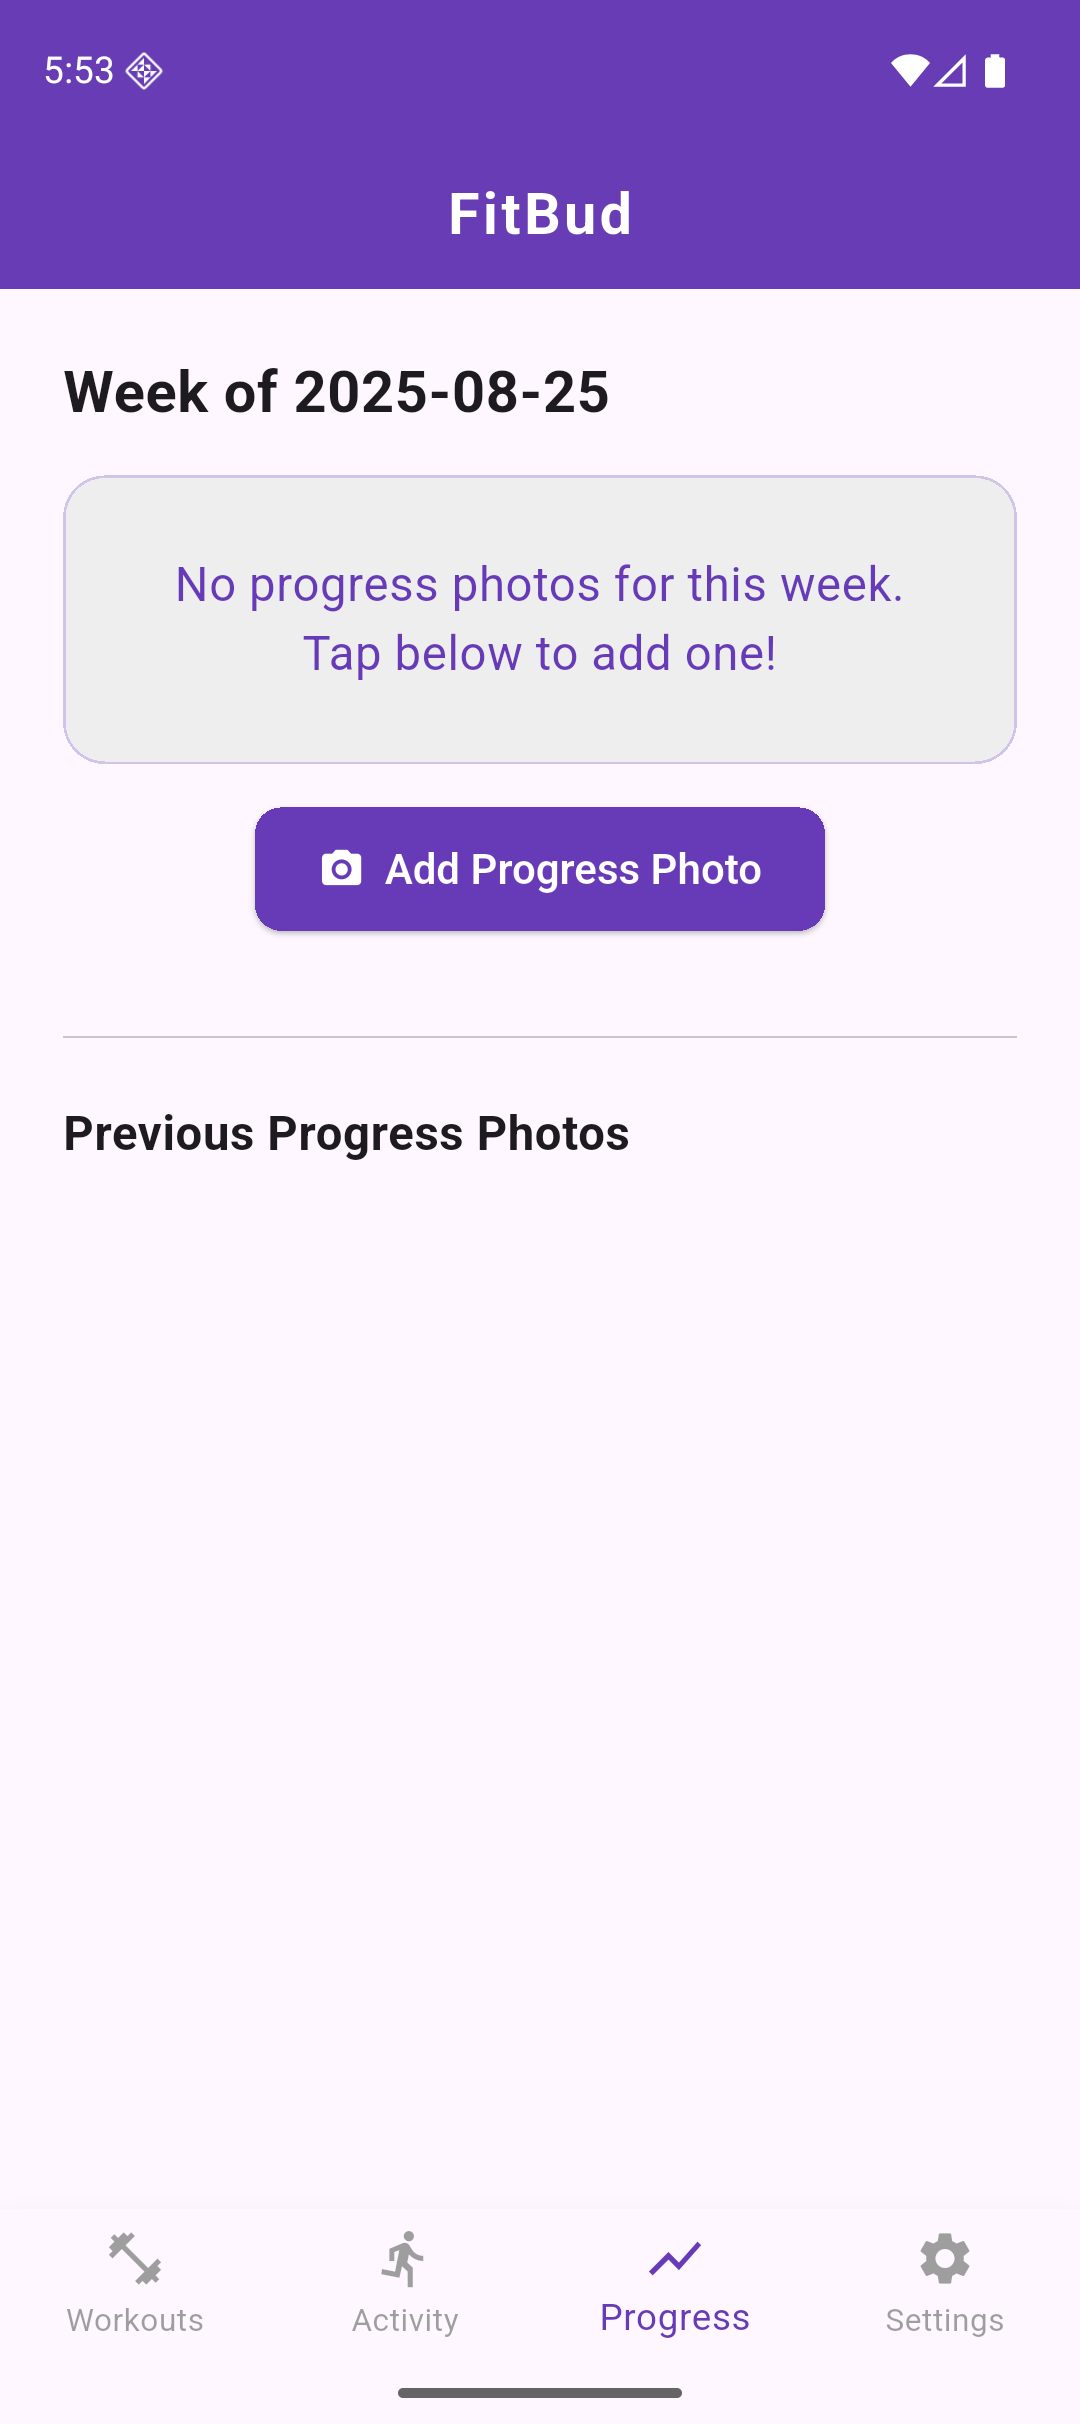 5:53
FitBud
Week of 2025-08-25
No progress photos for this week.
Tap below to add one!
Add Progress Photo
Previous Progress Photos
Workouts
Activity
Progress
Settings